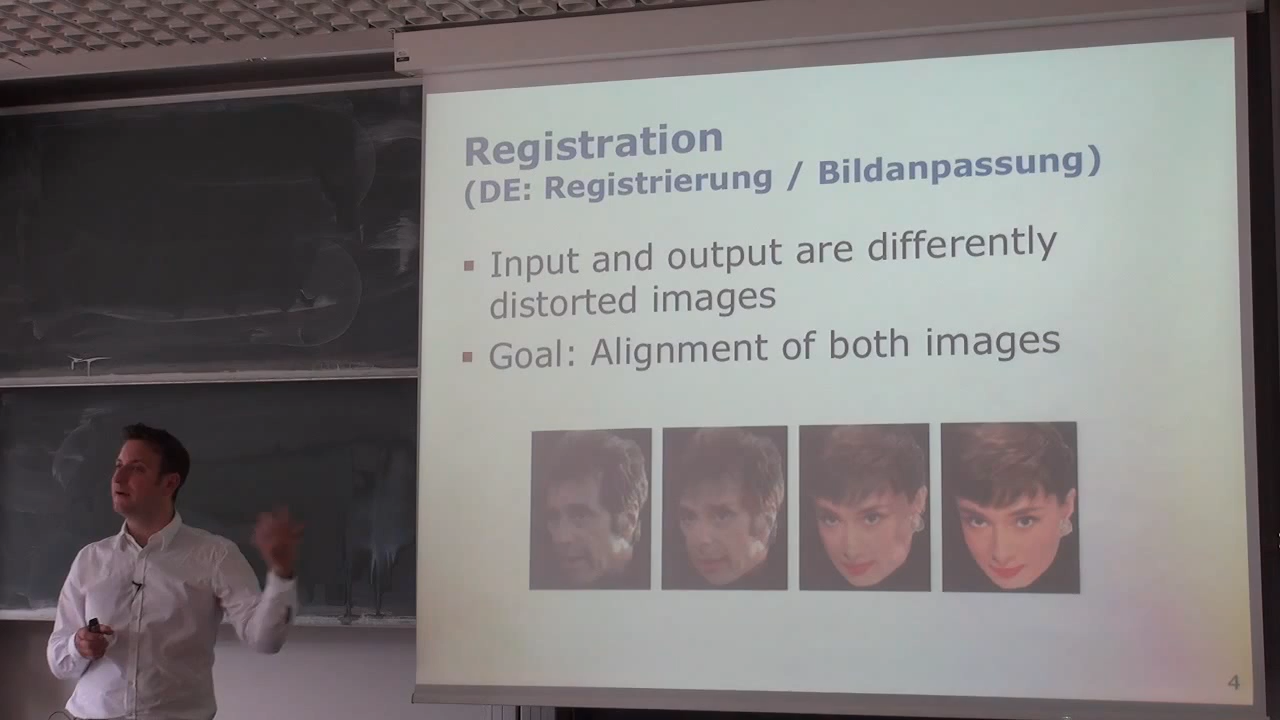 Registration
(DE: Registrierung / Bildanpassung)
▪ Input and output are differently
distorted images
▪ Goal: Alignment of both images
4